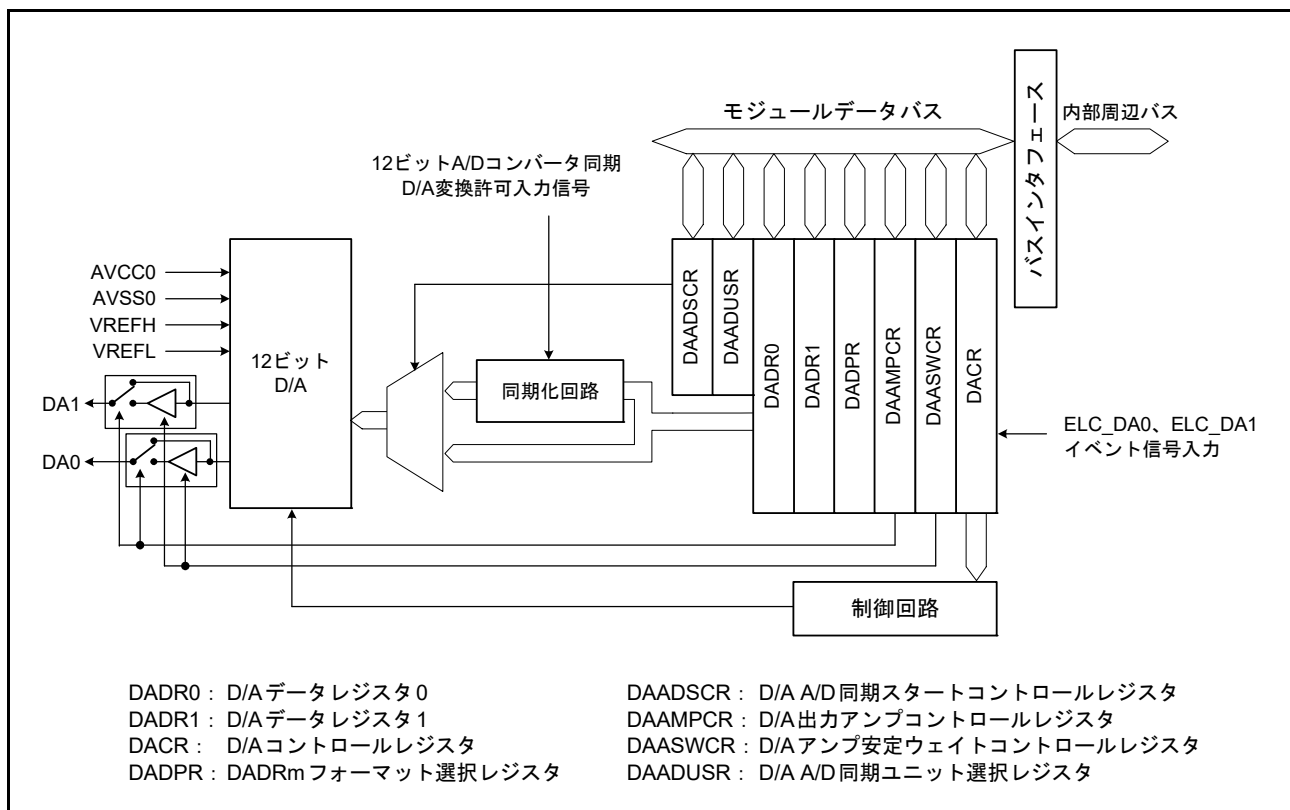 モジュールデータバス
バスインタフェース
内部周辺バス
12ビットA/Dコンバータ同期
D/A変換許可入力信号
AVCC0
AVSS0
VREFH
VREFL
DA1
DA0
12ビット
D/A
同期化回路
DAADSCR
DAADUSR
DADR0
DADR1
DADPR
DAAMPCR
DAASWCR
DACR
ELC_DA0、ELC_DA1
イベント信号入力
制御回路
DADR0： D/Aデータレジスタ0
DADR1： D/Aデータレジスタ1
DACR： D/Aコントロールレジスタ
DADPR： DADRmフォーマット選択レジスタ
DAADSCR： D/A A/D同期スタートコントロールレジスタ
DAAMPCR： D/A出力アンプコントロールレジスタ
DAASWCR： D/Aアンプ安定ウェイトコントロールレジスタ
DAADUSR： D/A A/D同期ユニット選択レジスタ